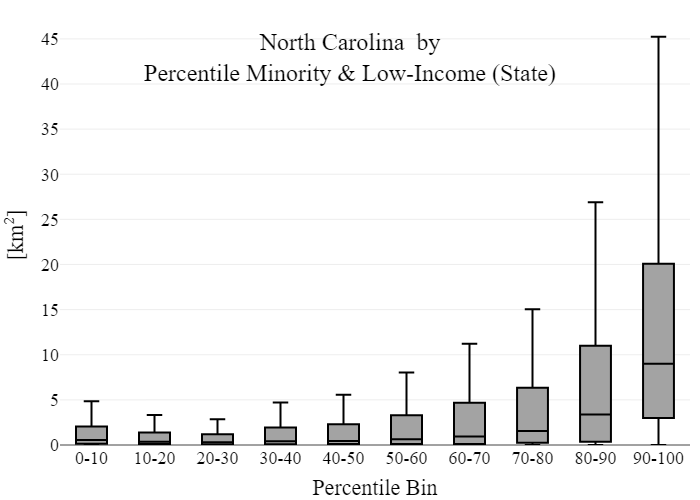 North Carolina  by
Percentile Minority & Low-Income (State)
45
40
35
30
25
20
15
10
5
0
[km²]
0-10 10-20 20-30 30-40 40-50 50-60 60-70 70-80 80-90 90-100
Percentile Bin